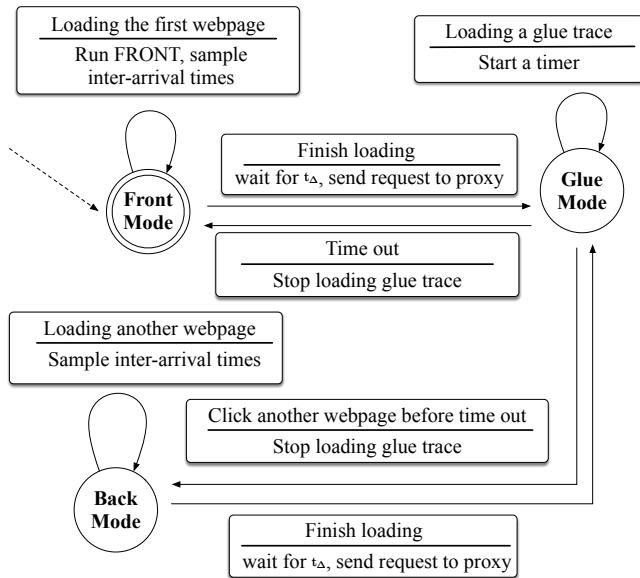 Loading the first webpage
Run FRONT, sample
inter-arrival times
Loading a glue trace
Start a timer
Finish loading
wait for t∆, send request to proxy
Front
Mode
Glue
Mode
Time out
Stop loading glue trace
Loading another webpage
Sample inter-arrival times
Click another webpage before time out
Stop loading glue trace
Back
Mode
Finish loading
wait for t∆, send request to proxy